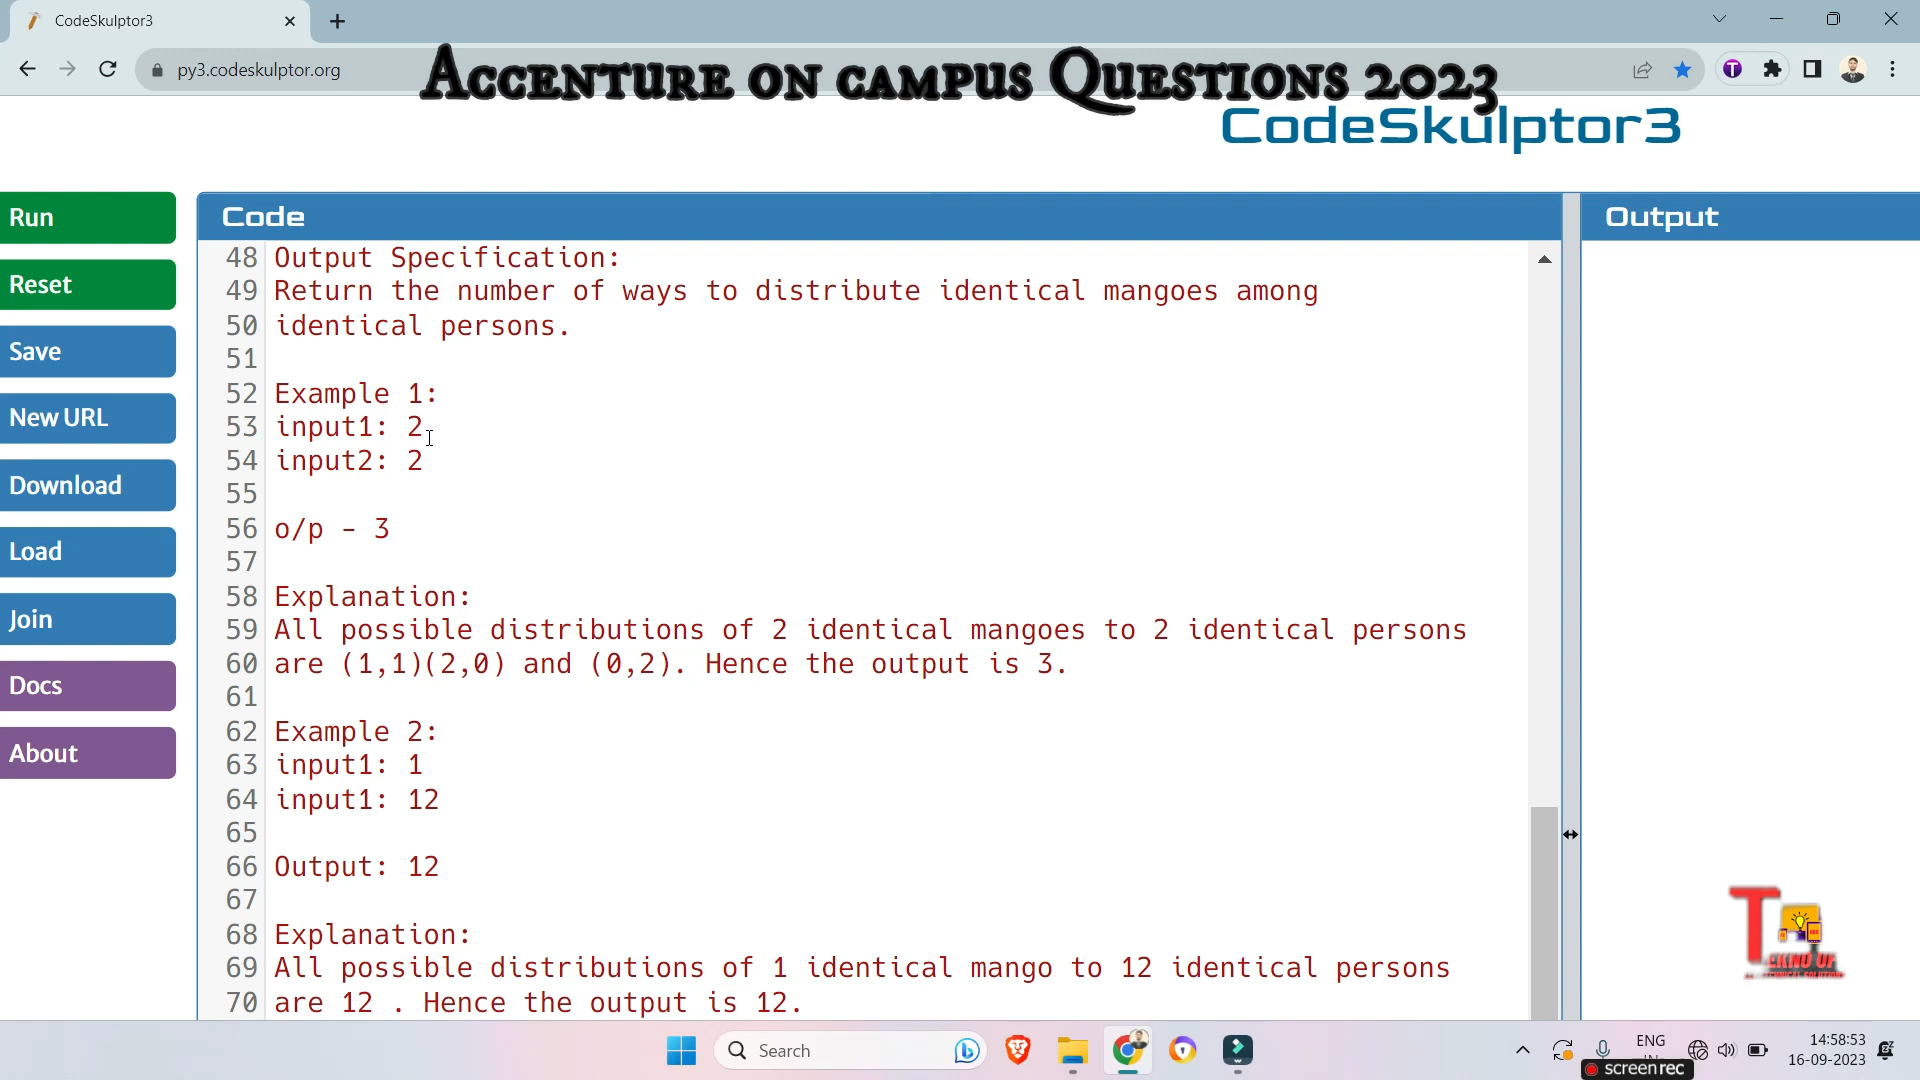 CodeSkulptor3
py3.codeskulptor.org
Accenture on campus Questions 2023
CodeSkulptor3
Run
Reset
Save
New URL
Download
Load
Join
Docs
About
Code
48 Output Specification:
49 Return the number of ways to distribute identical mangoes among
50 identical persons.
51
52 Example 1:
53 input1: 2
54 input2: 2
55
56 o/p - 3
57
58 Explanation:
59 All possible distributions of 2 identical mangoes to 2 identical persons
60 are (1,1)(2,0) and (0,2). Hence the output is 3.
61
62 Example 2:
63 input1: 1
64 input1: 12
65
66 Output: 12
67
68 Explanation:
69 All possible distributions of 1 identical mango to 12 identical persons
70 are 12 . Hence the output is 12.
Output
Search
ENG
14:58:53
16-09-2023
screenrec